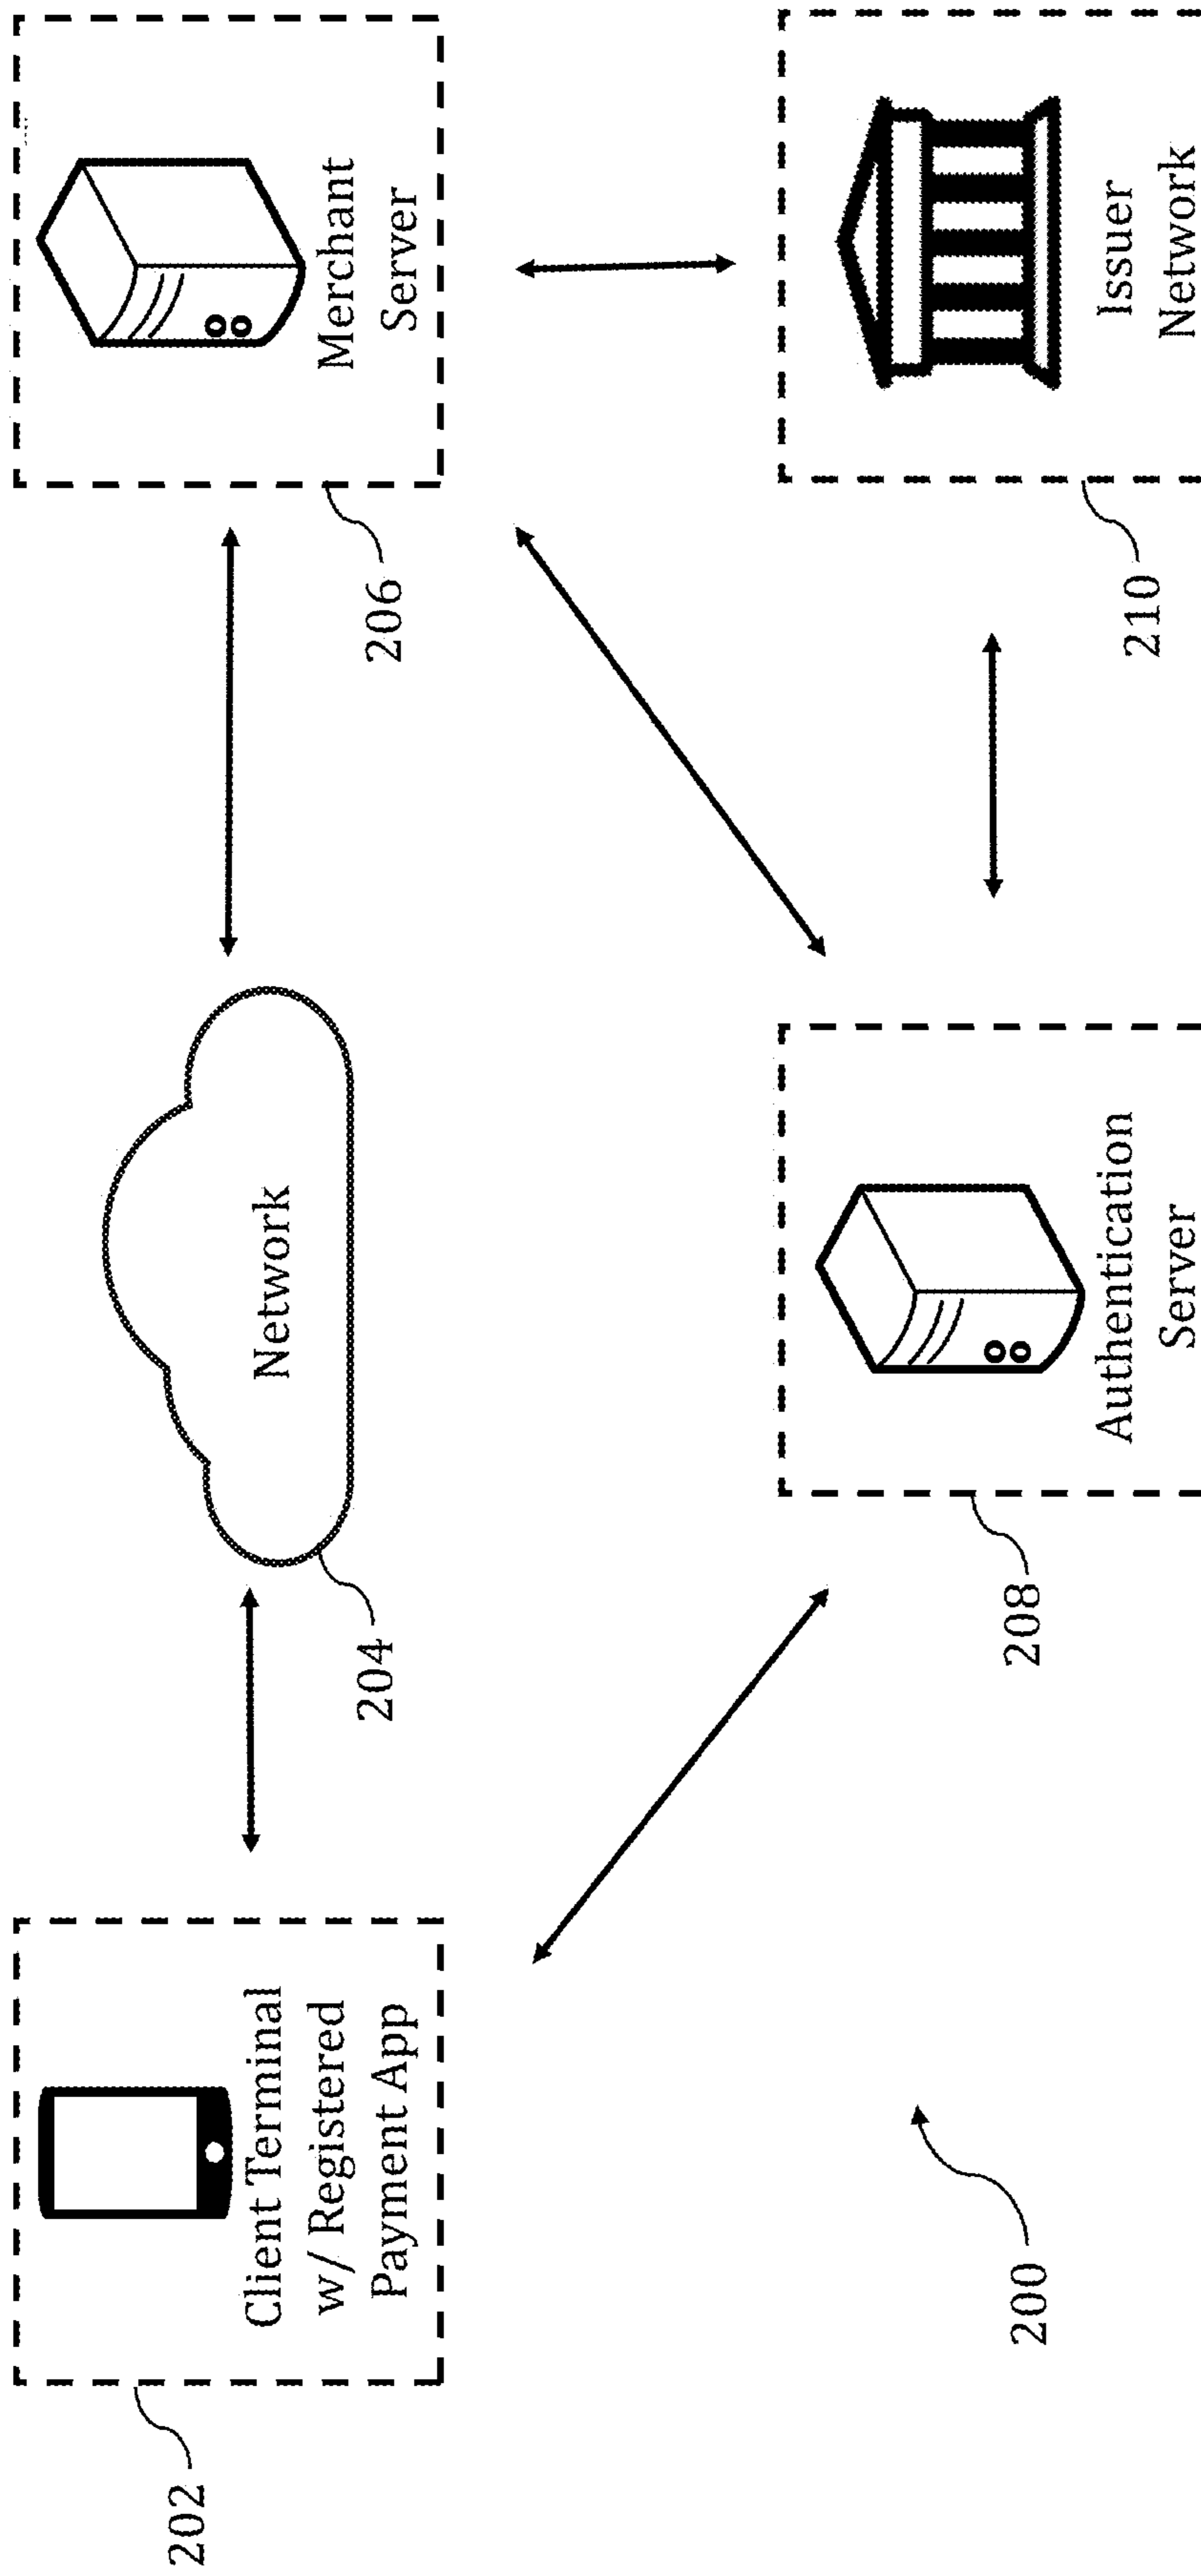 202
Client Terminal
w/ Registered
Payment App
204
Network
206
Merchant
Server
200
208
Authentication
Server
210
Issuer
Network